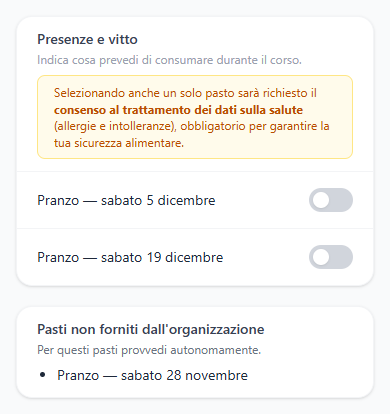 Presenze e vitto
Indica cosa prevedi di consumare durante il corso.
Selezionando anche un solo pasto sarà richiesto il
consenso al trattamento dei dati sulla salute
(allergie e intolleranze), obbligatorio per garantire la
tua sicurezza alimentare.
Pranzo — sabato 5 dicembre
Pranzo — sabato 19 dicembre
Pasti non forniti dall'organizzazione
Per questi pasti provvedi autonomamente.
• Pranzo — sabato 28 novembre